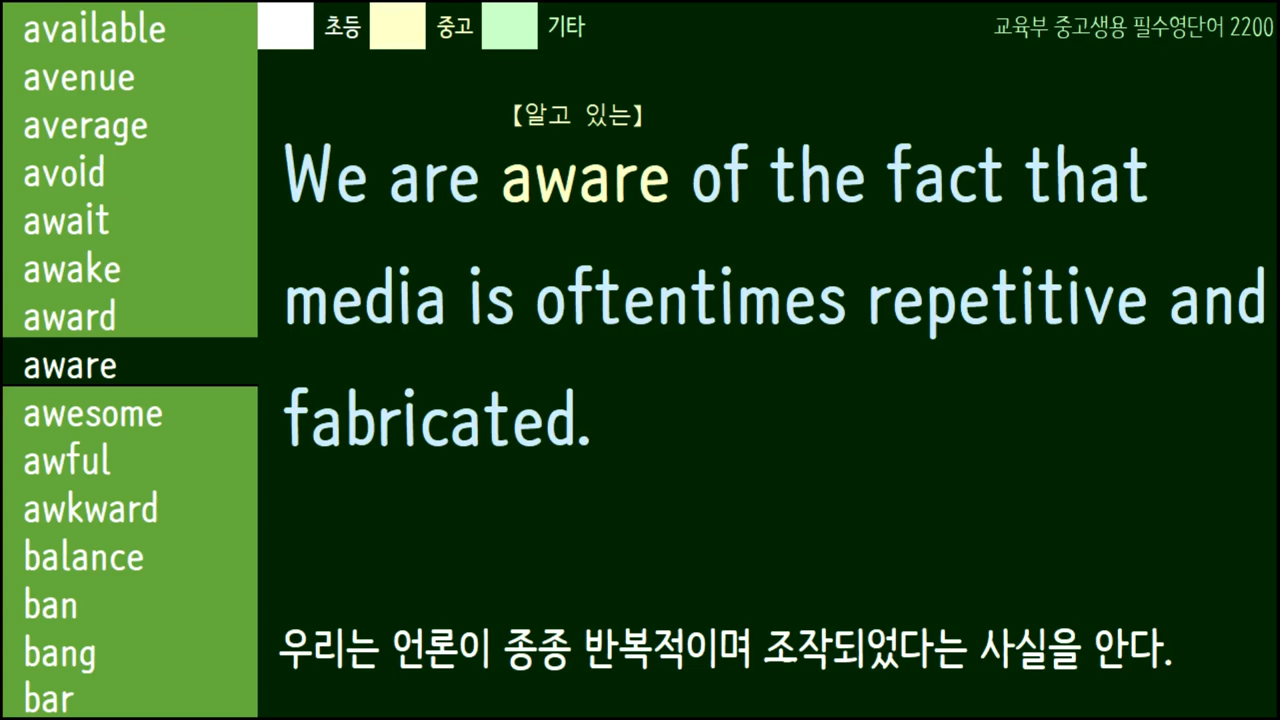 available
avenue
average
avoid
await
awake
award
aware
awesome
awful
awkward
balance
ban
bang
bar
초등 중고 기타
교육부 중고생용 필수영단어 2200
【알고 있는】
We are aware of the fact that
media is oftentimes repetitive and
fabricated.
우리는 언론이 종종 반복적이며 조작되었다는 사실을 안다.